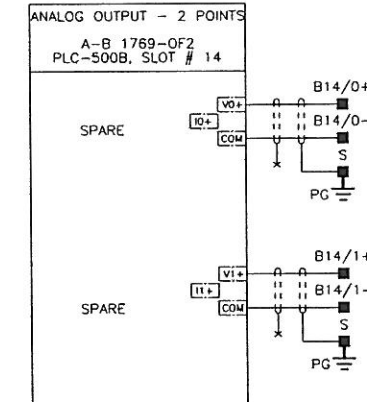 ANALOG OUTPUT - 2 POINTS
A-B 1769-OF2
PLC-500B, SLOT # 14
B14/0+
V0+
I0+
B14/0-
COM
SPARE
S
PG
B14/1+
V1+
I1+
B14/1-
COM
SPARE
S
PG